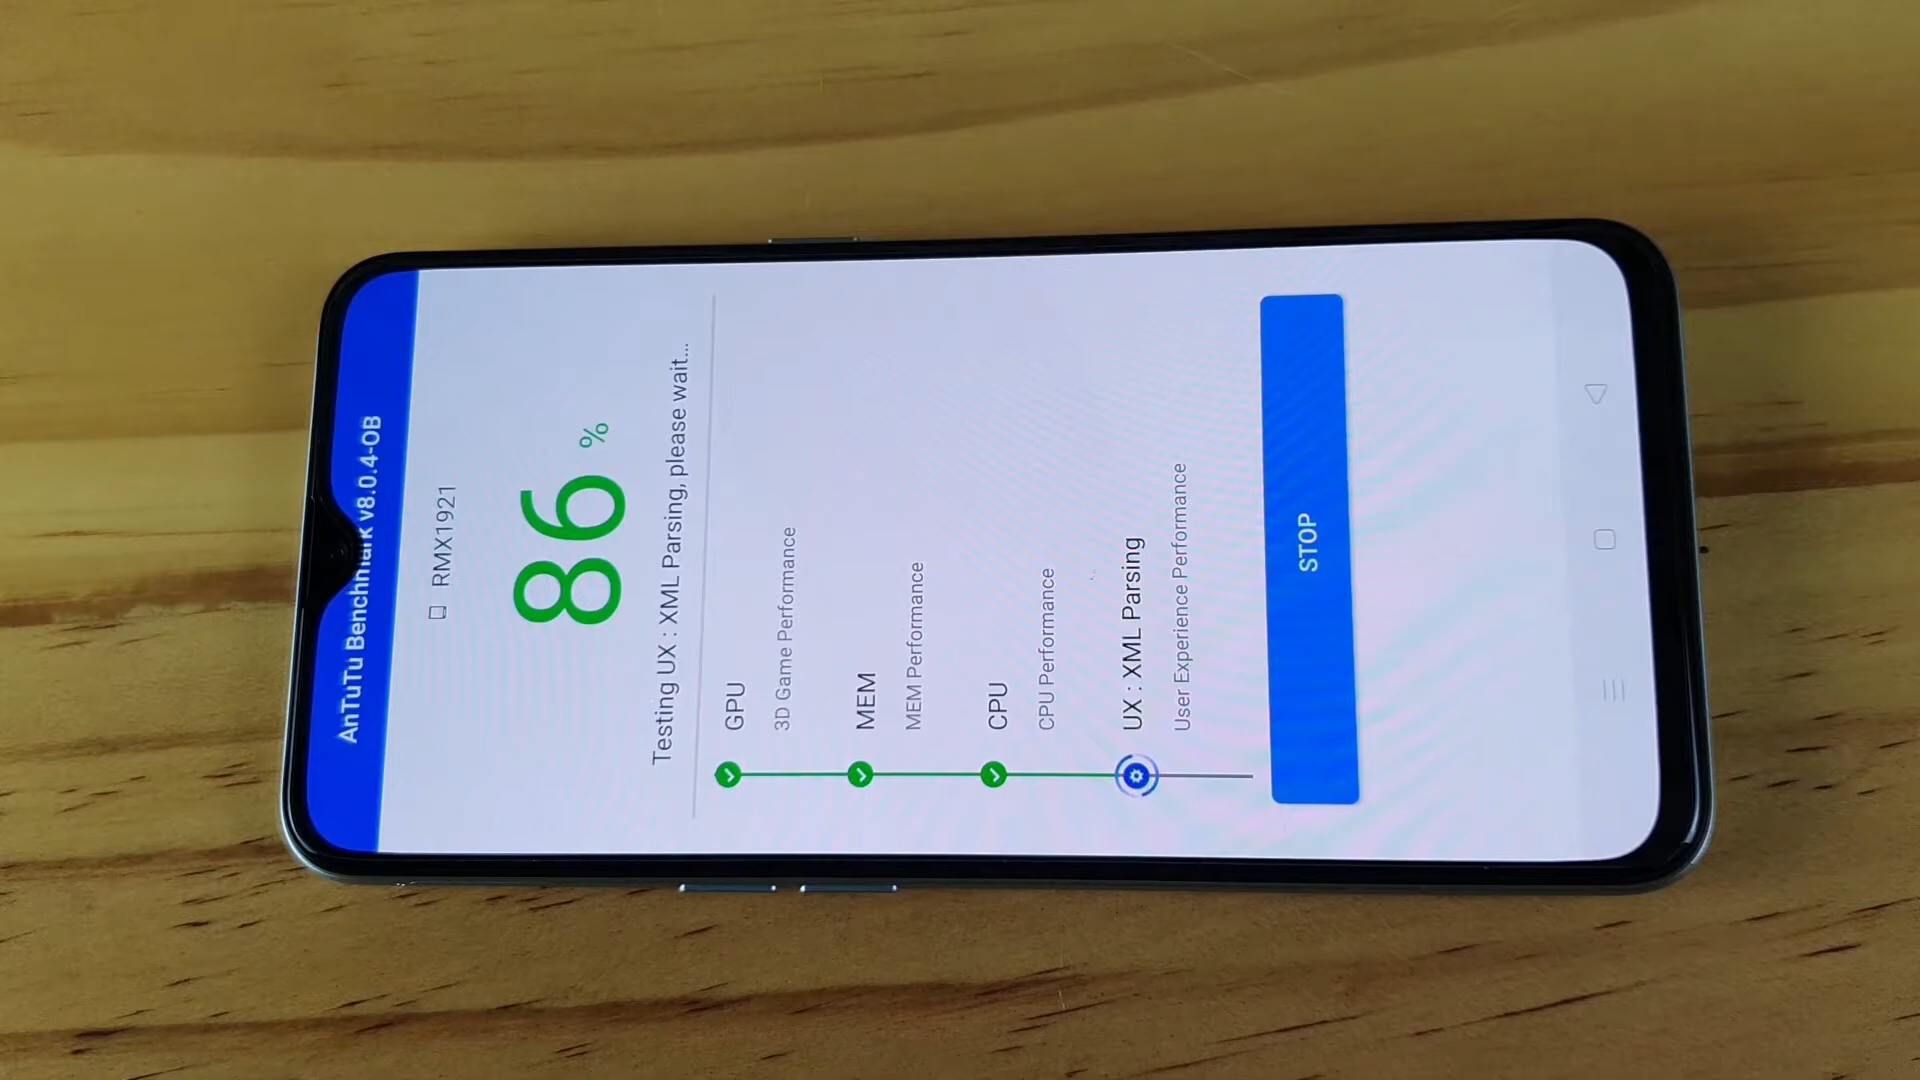 AnTuTu Benchmark v8.0.4-OB
RMX1921
86 %
Testing UX : XML Parsing, please wait...
GPU
3D Game Performance
MEM
MEM Performance
CPU
CPU Performance
UX : XML Parsing
User Experience Performance
STOP